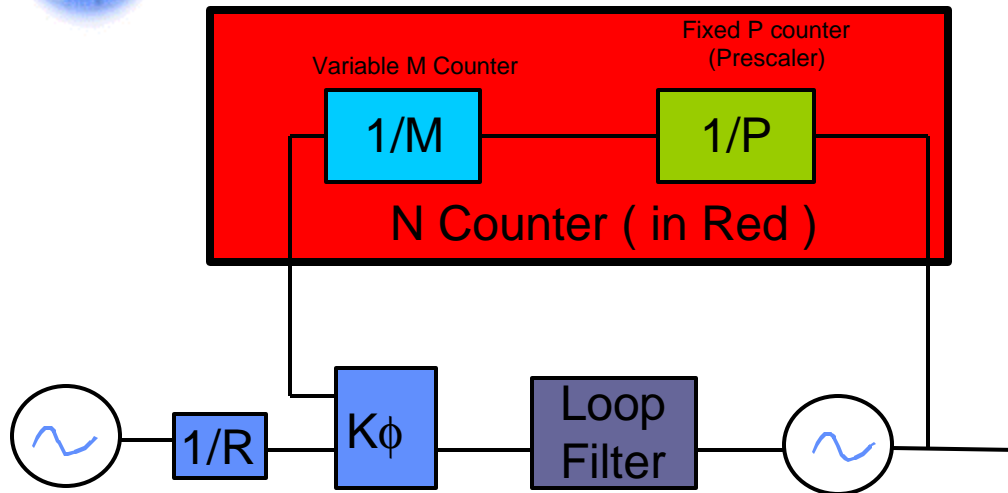 Fixed P counter
(Prescaler)
Variable M Counter
1/M
1/P
N Counter ( in Red )
1/R
Kϕ
Loop
Filter